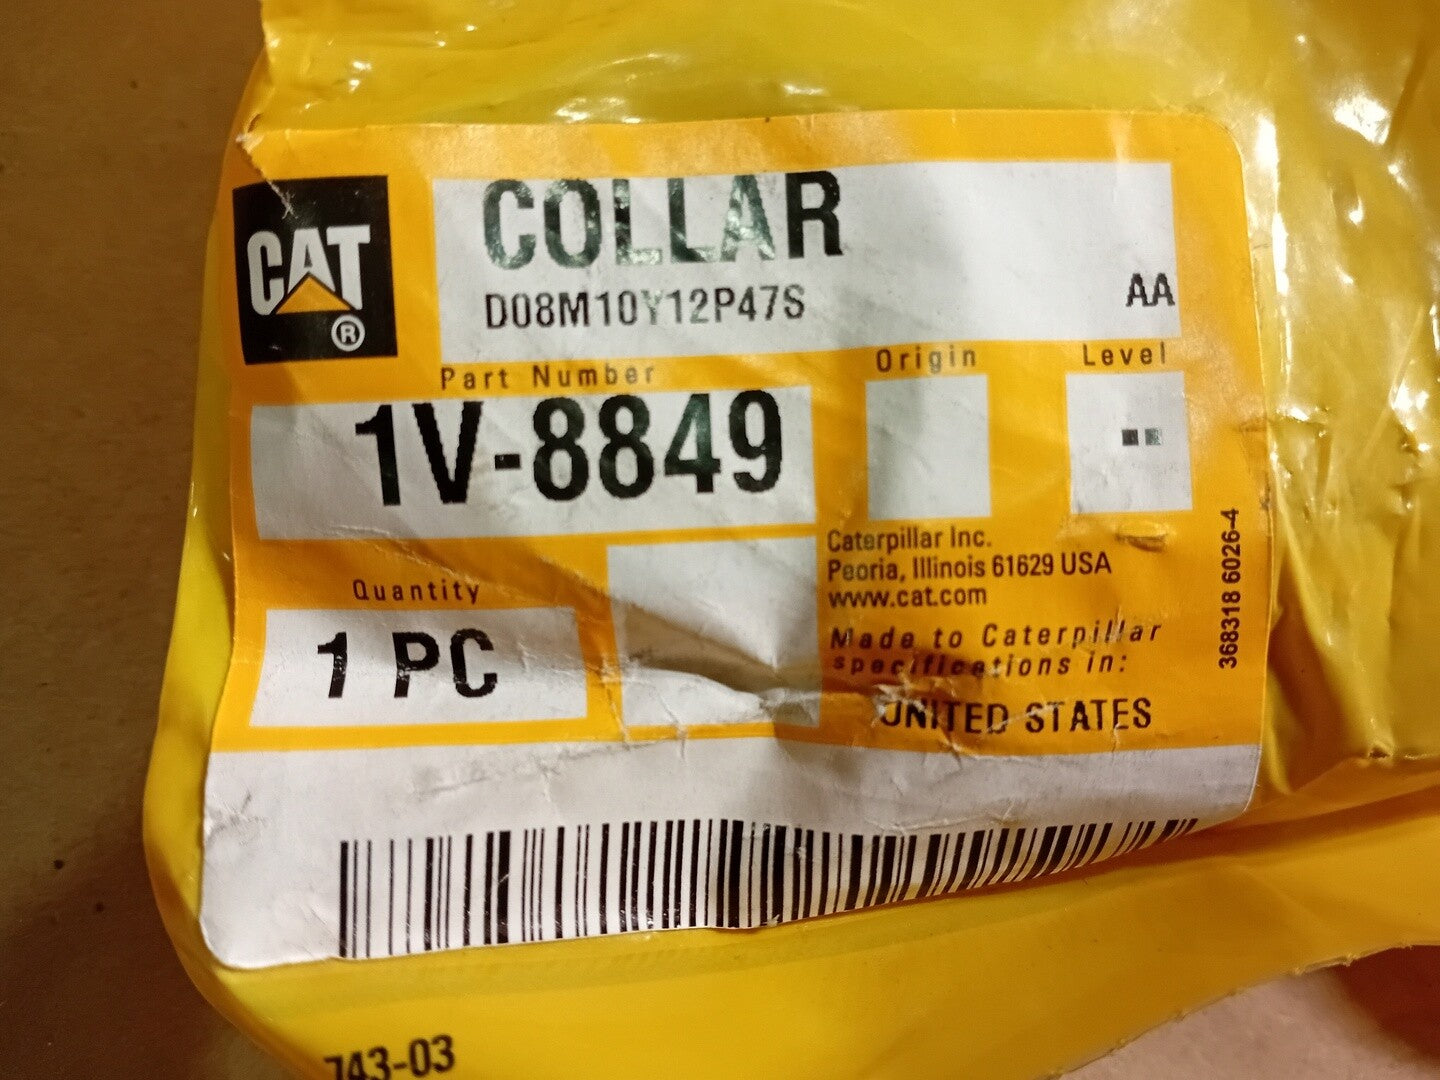 CAT®
COLLAR
D08M10Y12P47S
AA
Part Number
Origin
Level
1V-8849
--
Quantity
1 PC
Caterpillar Inc.
Peoria, Illinois 61629 USA
www.cat.com
Made to Caterpillar
specifications in:
UNITED STATES
368318 6026-4
743-03